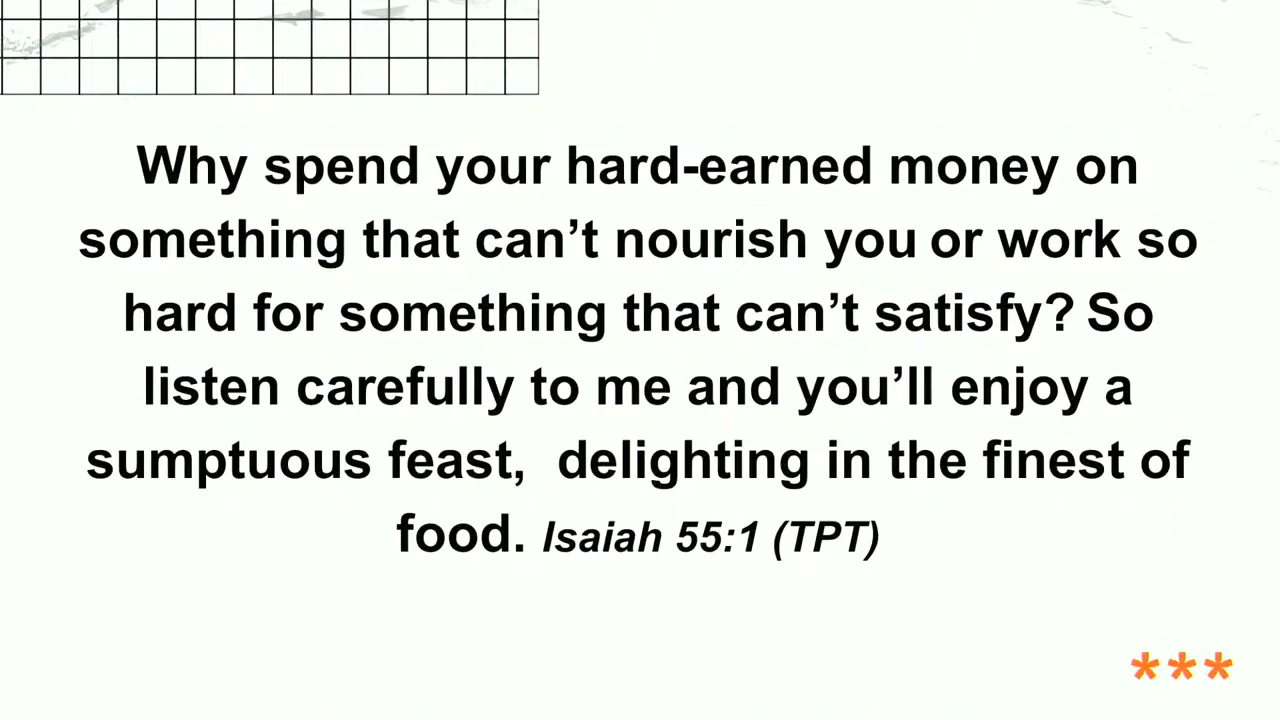 Why spend your hard-earned money on
something that can’t nourish you or work so
hard for something that can’t satisfy? So
listen carefully to me and you’ll enjoy a
sumptuous feast,  delighting in the finest of
food. Isaiah 55:1 (TPT)
***